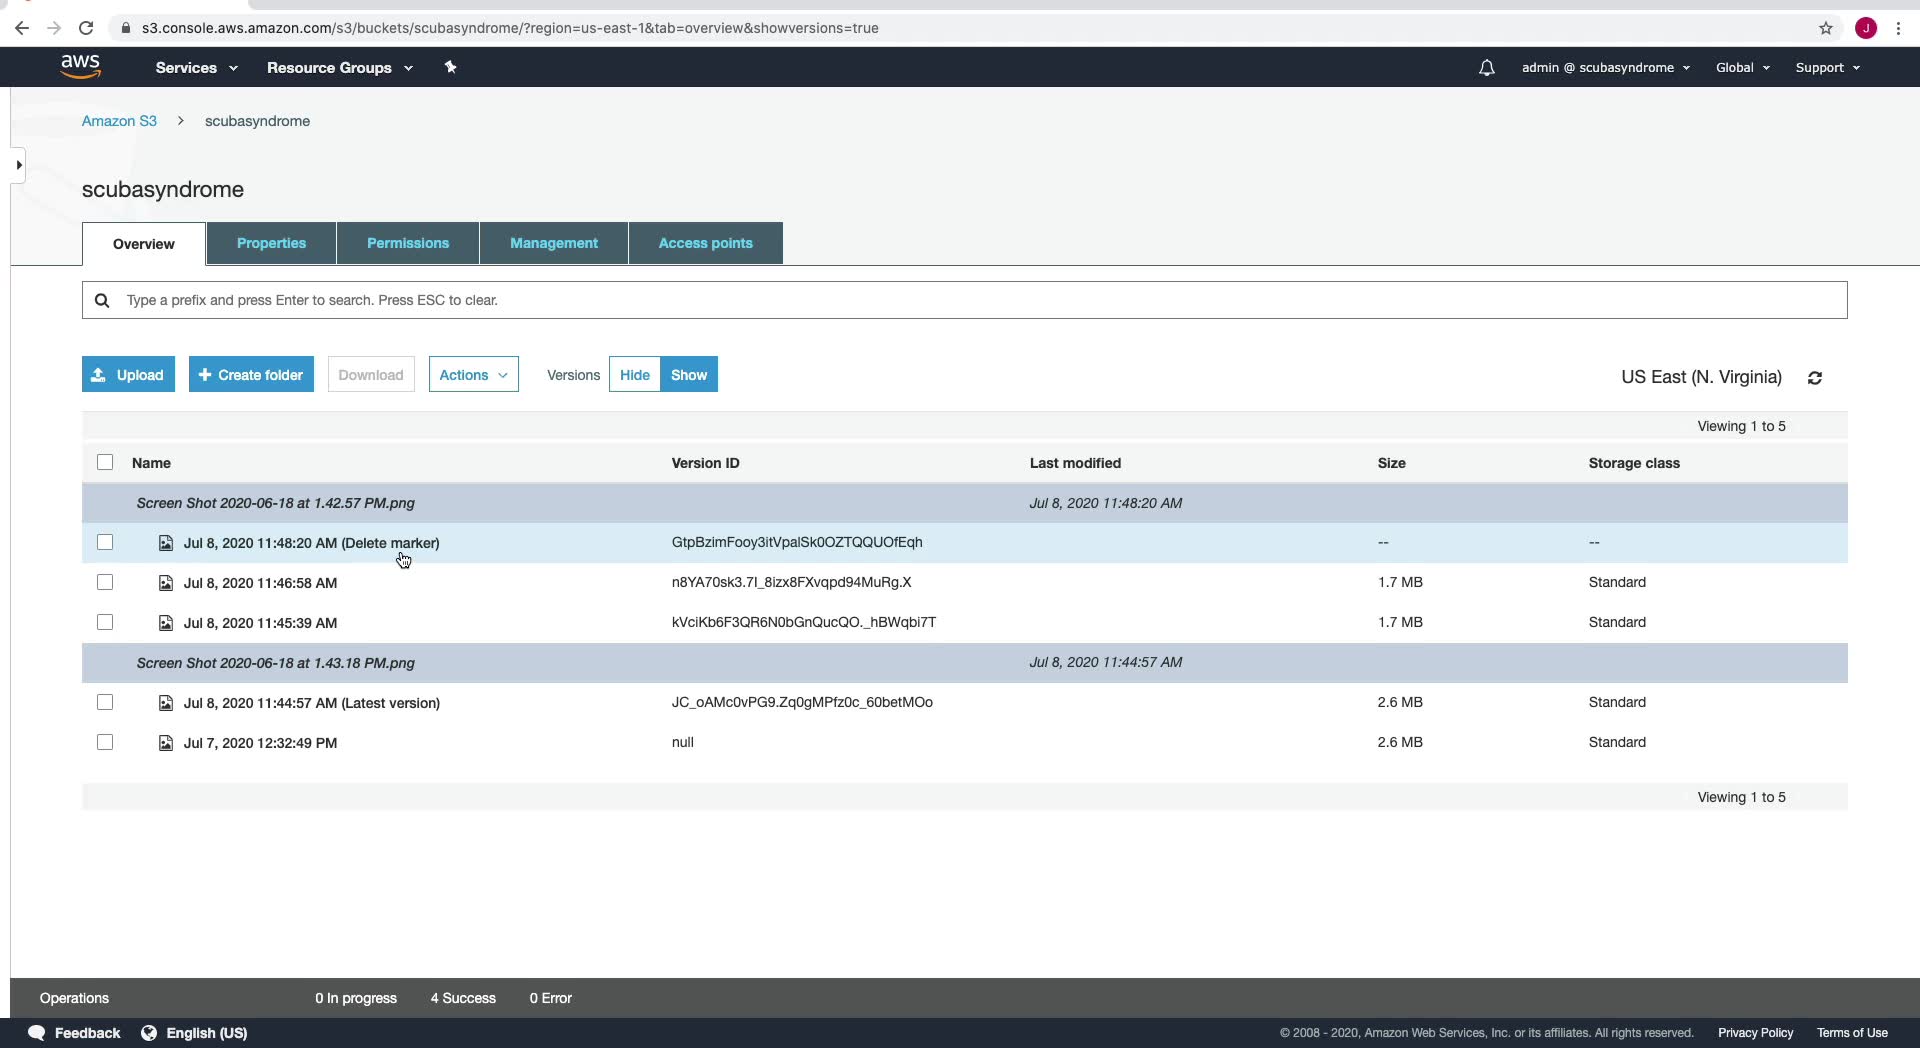 s3.console.aws.amazon.com/s3/buckets/scubasyndrome/?region=us-east-1&tab=overview&showversions=true
J
aws Services Resource Groups admin @ scubasyndrome Global Support
Amazon S3 > scubasyndrome
scubasyndrome
Overview Properties Permissions Management Access points
Type a prefix and press Enter to search. Press ESC to clear.
Upload + Create folder Download Actions Versions Hide Show US East (N. Virginia)
Viewing 1 to 5
Name Version ID Last modified Size Storage class
Screen Shot 2020-06-18 at 1.42.57 PM.png Jul 8, 2020 11:48:20 AM
Jul 8, 2020 11:48:20 AM (Delete marker) GtpBzimFooy3itVpalSk0OZTQQUOfEqh -- --
Jul 8, 2020 11:46:58 AM n8YA70sk3.7I_8izx8FXvqpd94MuRg.X 1.7 MB Standard
Jul 8, 2020 11:45:39 AM kVciKb6F3QR6N0bGnQucQO._hBWqbi7T 1.7 MB Standard
Screen Shot 2020-06-18 at 1.43.18 PM.png Jul 8, 2020 11:44:57 AM
Jul 8, 2020 11:44:57 AM (Latest version) JC_oAMc0vPG9.Zq0gMPfz0c_60betMOo 2.6 MB Standard
Jul 7, 2020 12:32:49 PM null 2.6 MB Standard
Viewing 1 to 5
Operations 0 In progress 4 Success 0 Error
Feedback English (US) © 2008 - 2020, Amazon Web Services, Inc. or its affiliates. All rights reserved. Privacy Policy Terms of Use